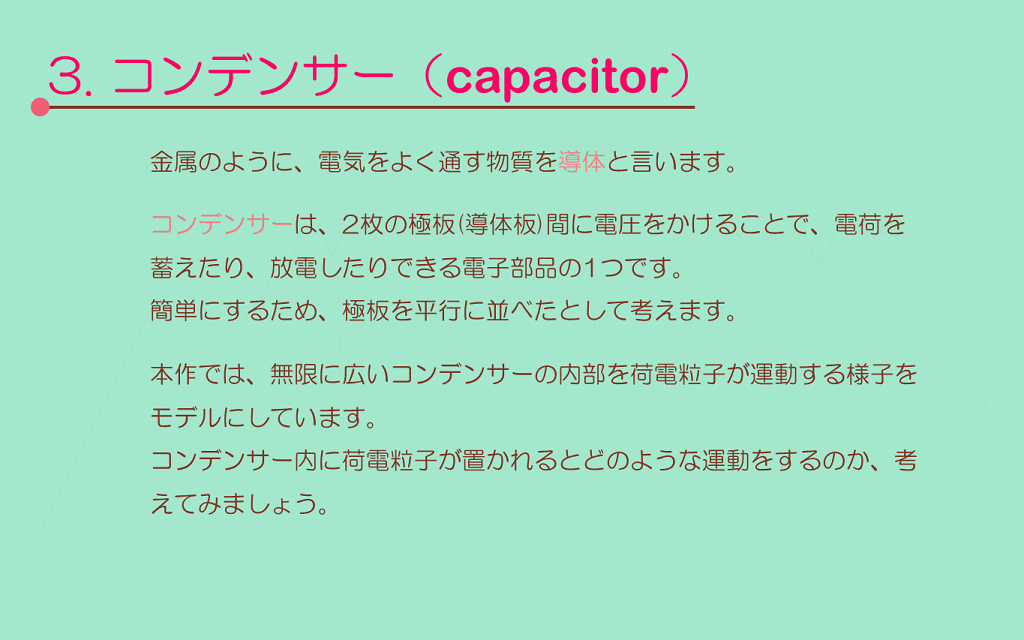 3. コンデンサー（capacitor）
金属のように、電気をよく通す物質を導体と言います。
コンデンサーは、2枚の極板(導体板)間に電圧をかけることで、電荷を
蓄えたり、放電したりできる電子部品の1つです。
簡単にするため、極板を平行に並べたとして考えます。
本作では、無限に広いコンデンサーの内部を荷電粒子が運動する様子を
モデルにしています。
コンデンサー内に荷電粒子が置かれるとどのような運動をするのか、考
えてみましょう。